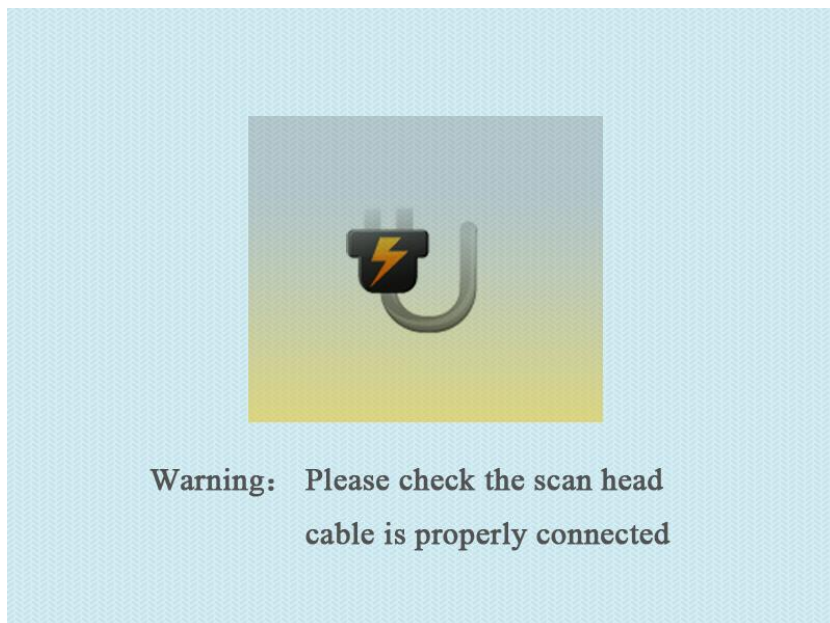 Warning： Please check the scan head
cable is properly connected